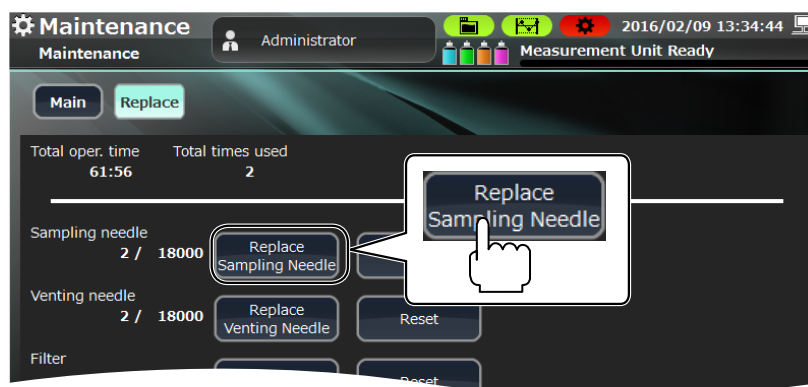 Maintenance
Administrator
2016/02/09 13:34:44
Maintenance
Measurement Unit Ready
Main
Replace
Total oper. time
Total times used
61:56
2
Replace
Sampling Needle
Sampling needle
2 / 18000
Replace
Sampling Needle
Venting needle
2 / 18000
Replace
Venting Needle
Reset
Filter
Reset